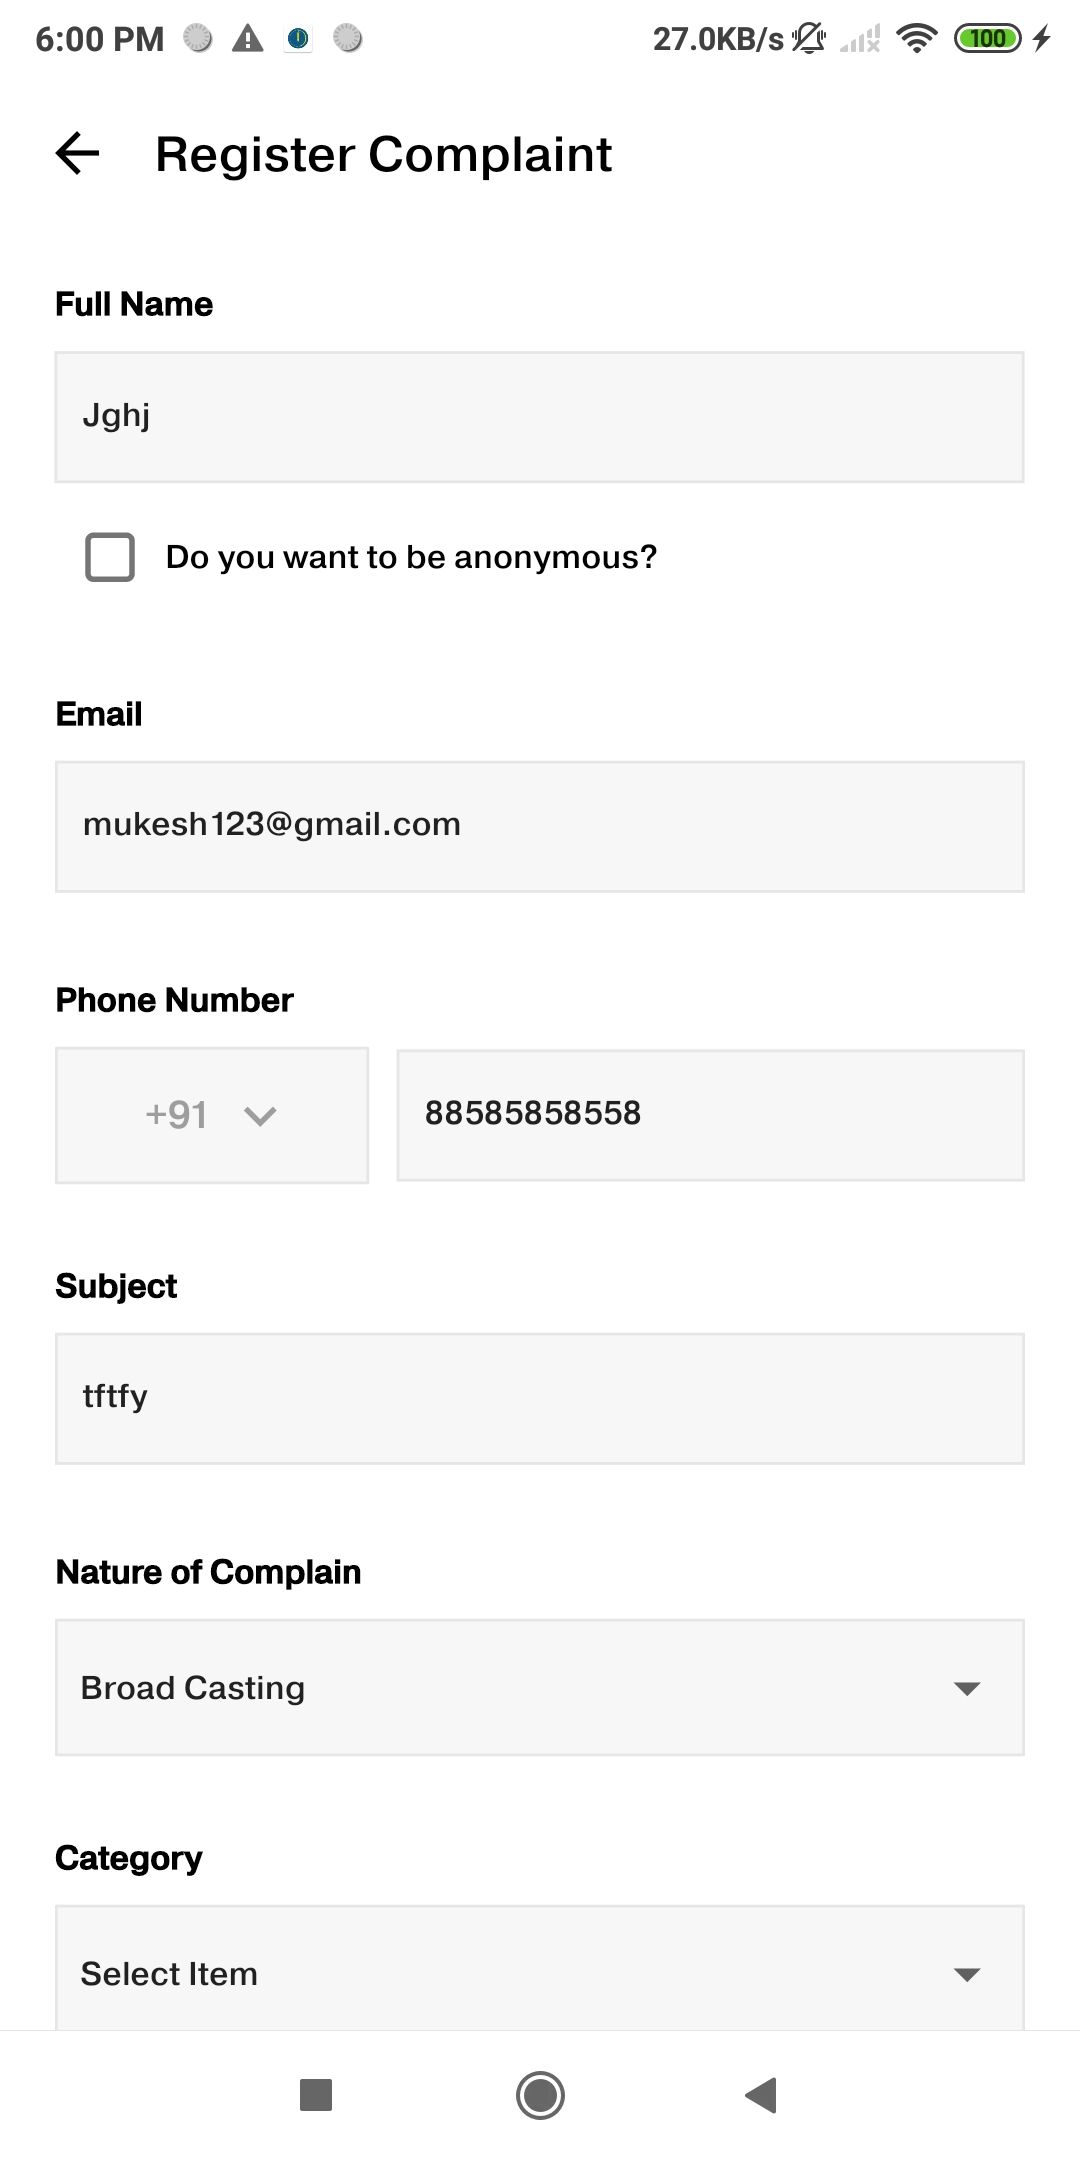 6:00 PM 27.0KB/s 100
Register Complaint
Full Name
Jghj
Do you want to be anonymous?
Email
mukesh123@gmail.com
Phone Number
+91 88585858558
Subject
tftfy
Nature of Complain
Broad Casting
Category
Select Item